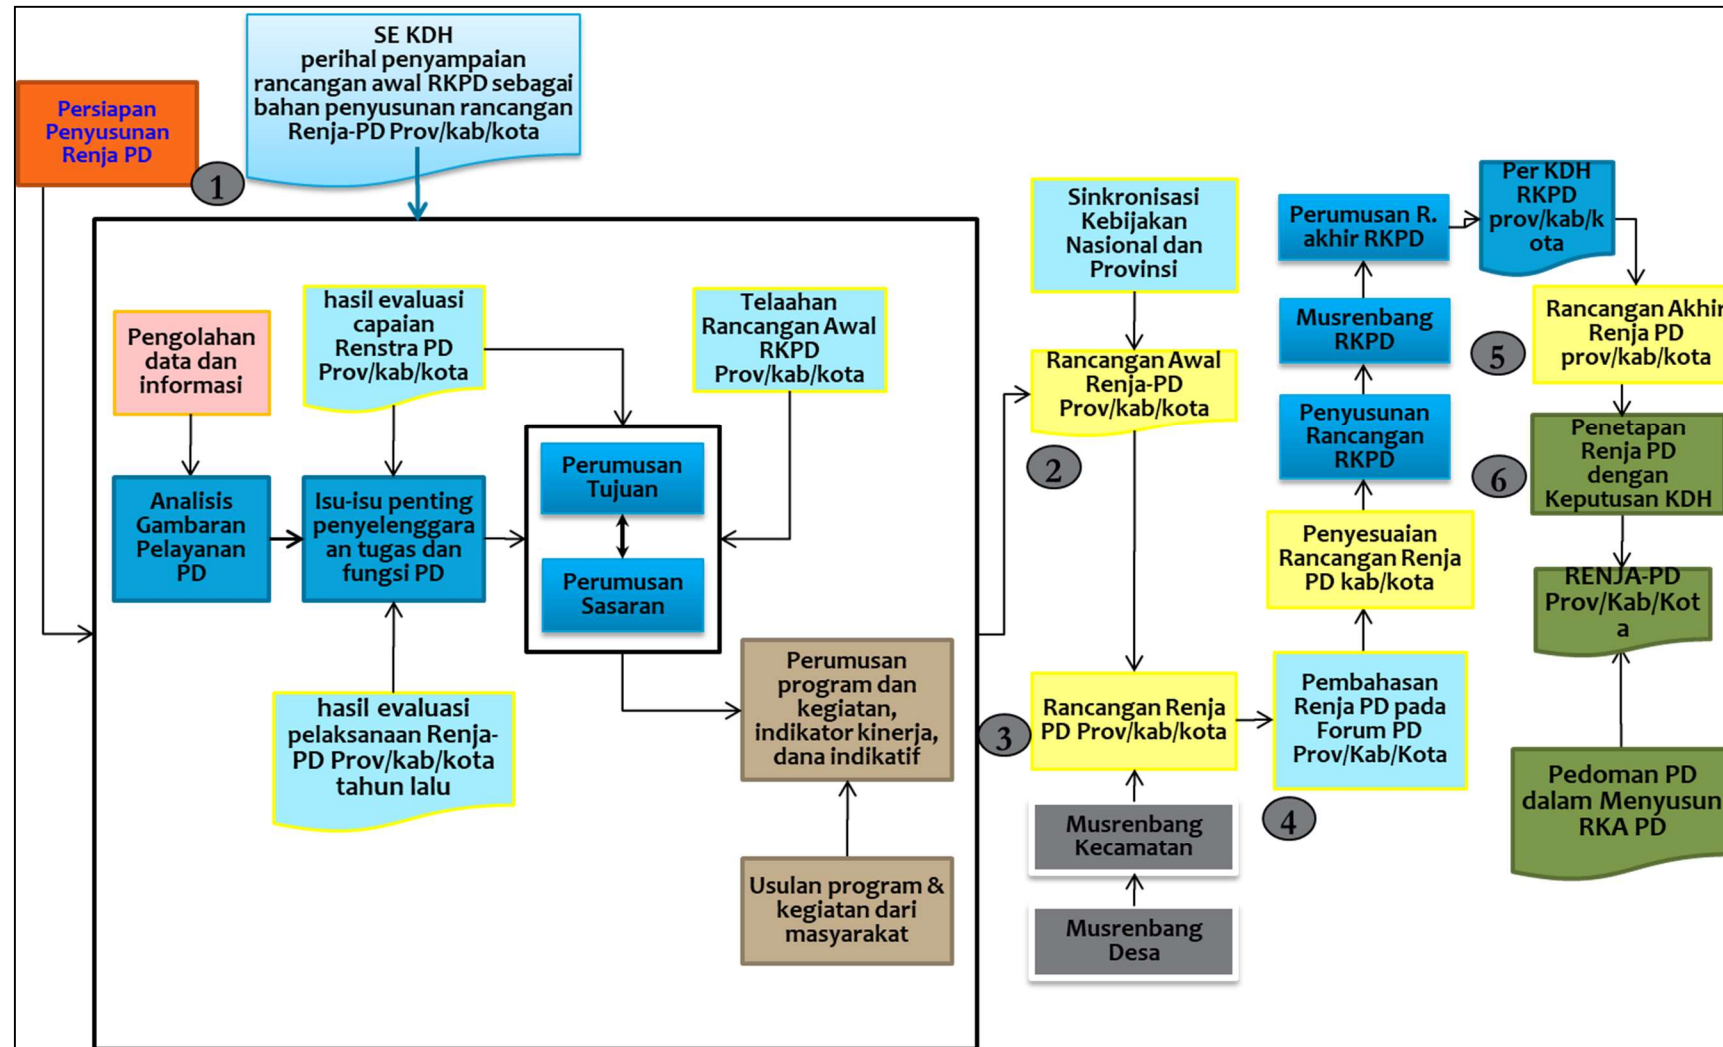 SE KDH
perihal penyampaian
rancangan awal RKPD sebagai
bahan penyusunan rancangan
Renja-PD Prov/kab/kota
Persiapan
Penyusunan
Renja PD
1
Pengolahan
data dan
informasi
hasil evaluasi
capaian
Renstra PD
Prov/kab/kota
Telaahan
Rancangan Awal
RKPD
Prov/kab/kota
Analisis
Gambaran
Pelayanan
PD
Isu-isu penting
penyelenggara
an tugas dan
fungsi PD
Perumusan
Tujuan
Perumusan
Sasaran
hasil evaluasi
pelaksanaan Renja-
PD Prov/kab/kota
tahun lalu
Perumusan
program dan
kegiatan,
indikator kinerja,
dana indikatif
Usulan program &
kegiatan dari
masyarakat
Sinkronisasi
Kebijakan
Nasional dan
Provinsi
Rancangan Awal
Renja-PD
Prov/kab/kota
2
Rancangan Renja
PD Prov/kab/kota
3
Musrenbang
Kecamatan
Musrenbang
Desa
Pembahasan
Renja PD pada
Forum PD
Prov/Kab/Kota
4
Penyesuaian
Rancangan Renja
PD kab/kota
Penyusunan
Rancangan
RKPD
Musrenbang
RKPD
Perumusan R.
akhir RKPD
Per KDH
RKPD
prov/kab/k
ota
Rancangan Akhir
Renja PD
prov/kab/kota
5
Penetapan
Renja PD
dengan
Keputusan KDH
6
RENJA-PD
Prov/Kab/Kot
a
Pedoman PD
dalam Menyusun
RKA PD